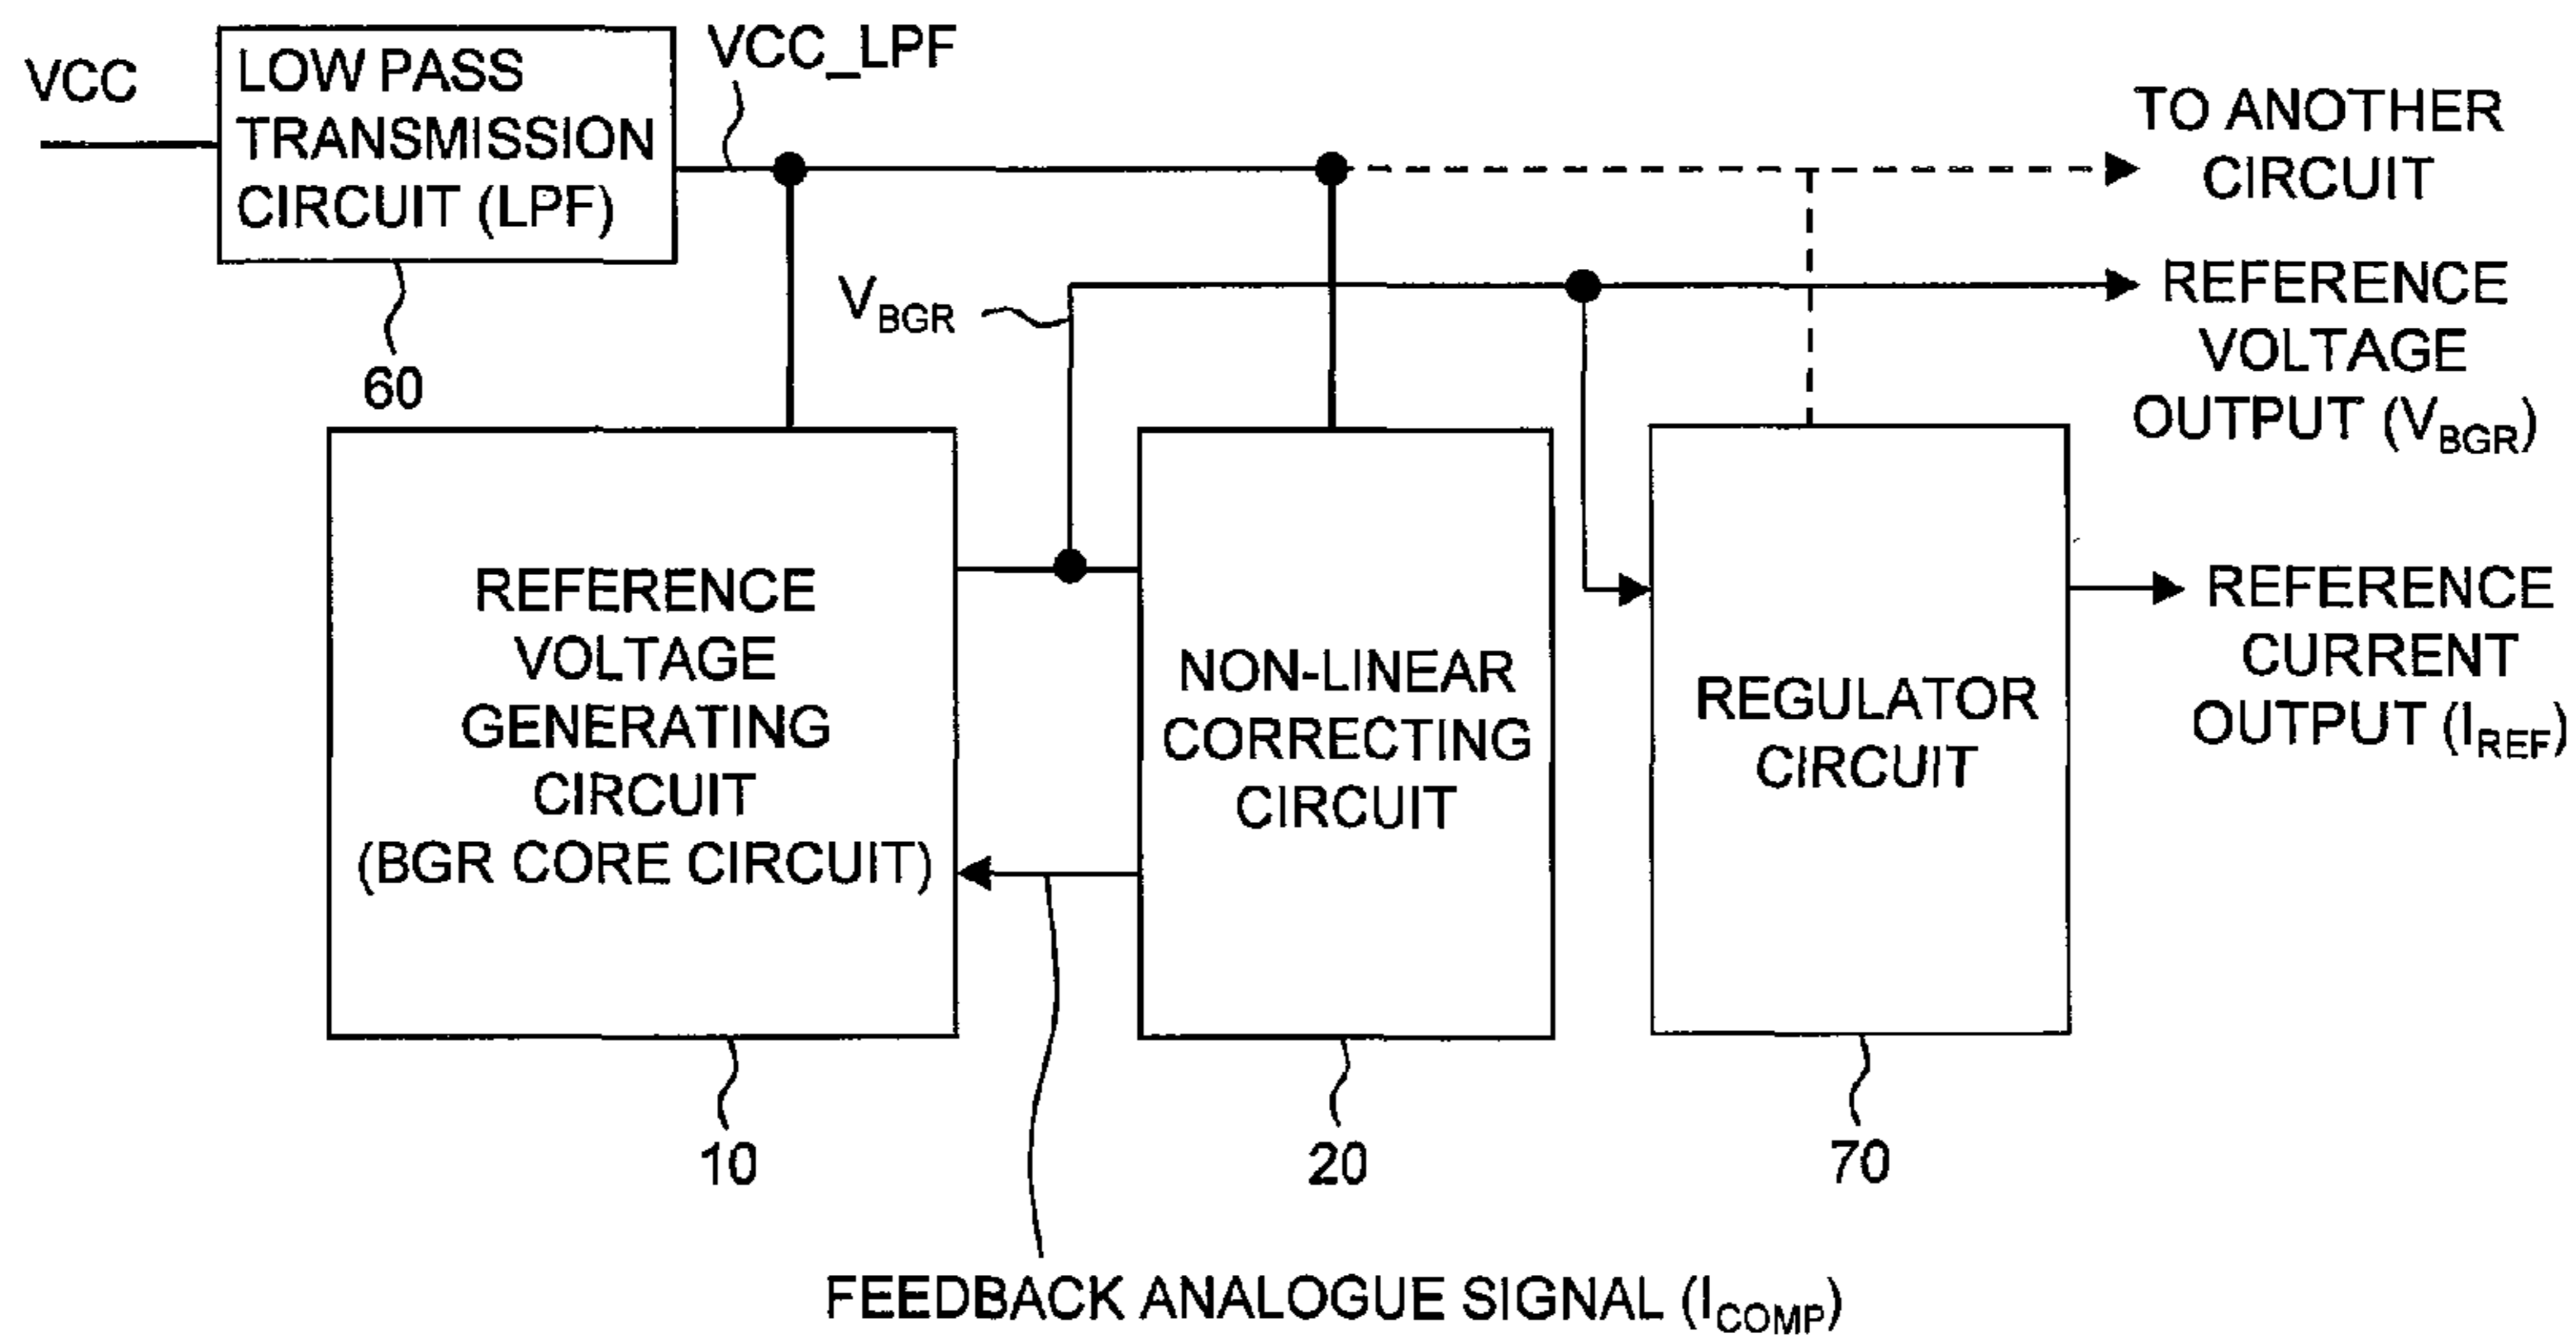 VCC
LOW PASS
TRANSMISSION
CIRCUIT (LPF)
VCC_LPF
60
TO ANOTHER
CIRCUIT
V_BGR
REFERENCE
VOLTAGE
OUTPUT (V_BGR)
REFERENCE
VOLTAGE
GENERATING
CIRCUIT
(BGR CORE CIRCUIT)
NON-LINEAR
CORRECTING
CIRCUIT
REGULATOR
CIRCUIT
REFERENCE
CURRENT
OUTPUT (I_REF)
10
20
70
FEEDBACK ANALOGUE SIGNAL (I_COMP)